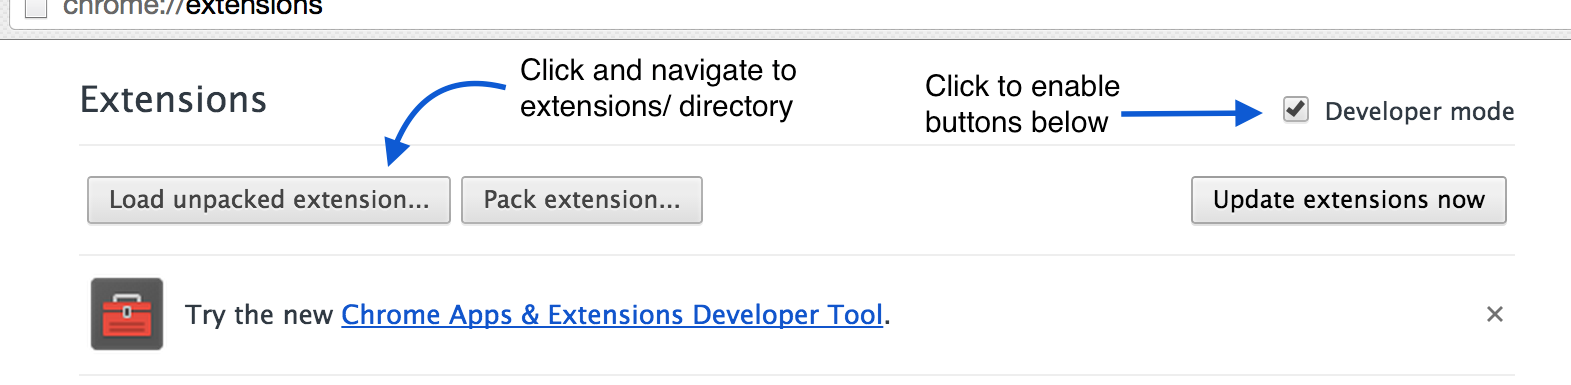 chrome://extensions
Click and navigate to
extensions/ directory
Click to enable
buttons below
Extensions
Developer mode
Load unpacked extension...
Pack extension...
Update extensions now
Try the new Chrome Apps & Extensions Developer Tool.